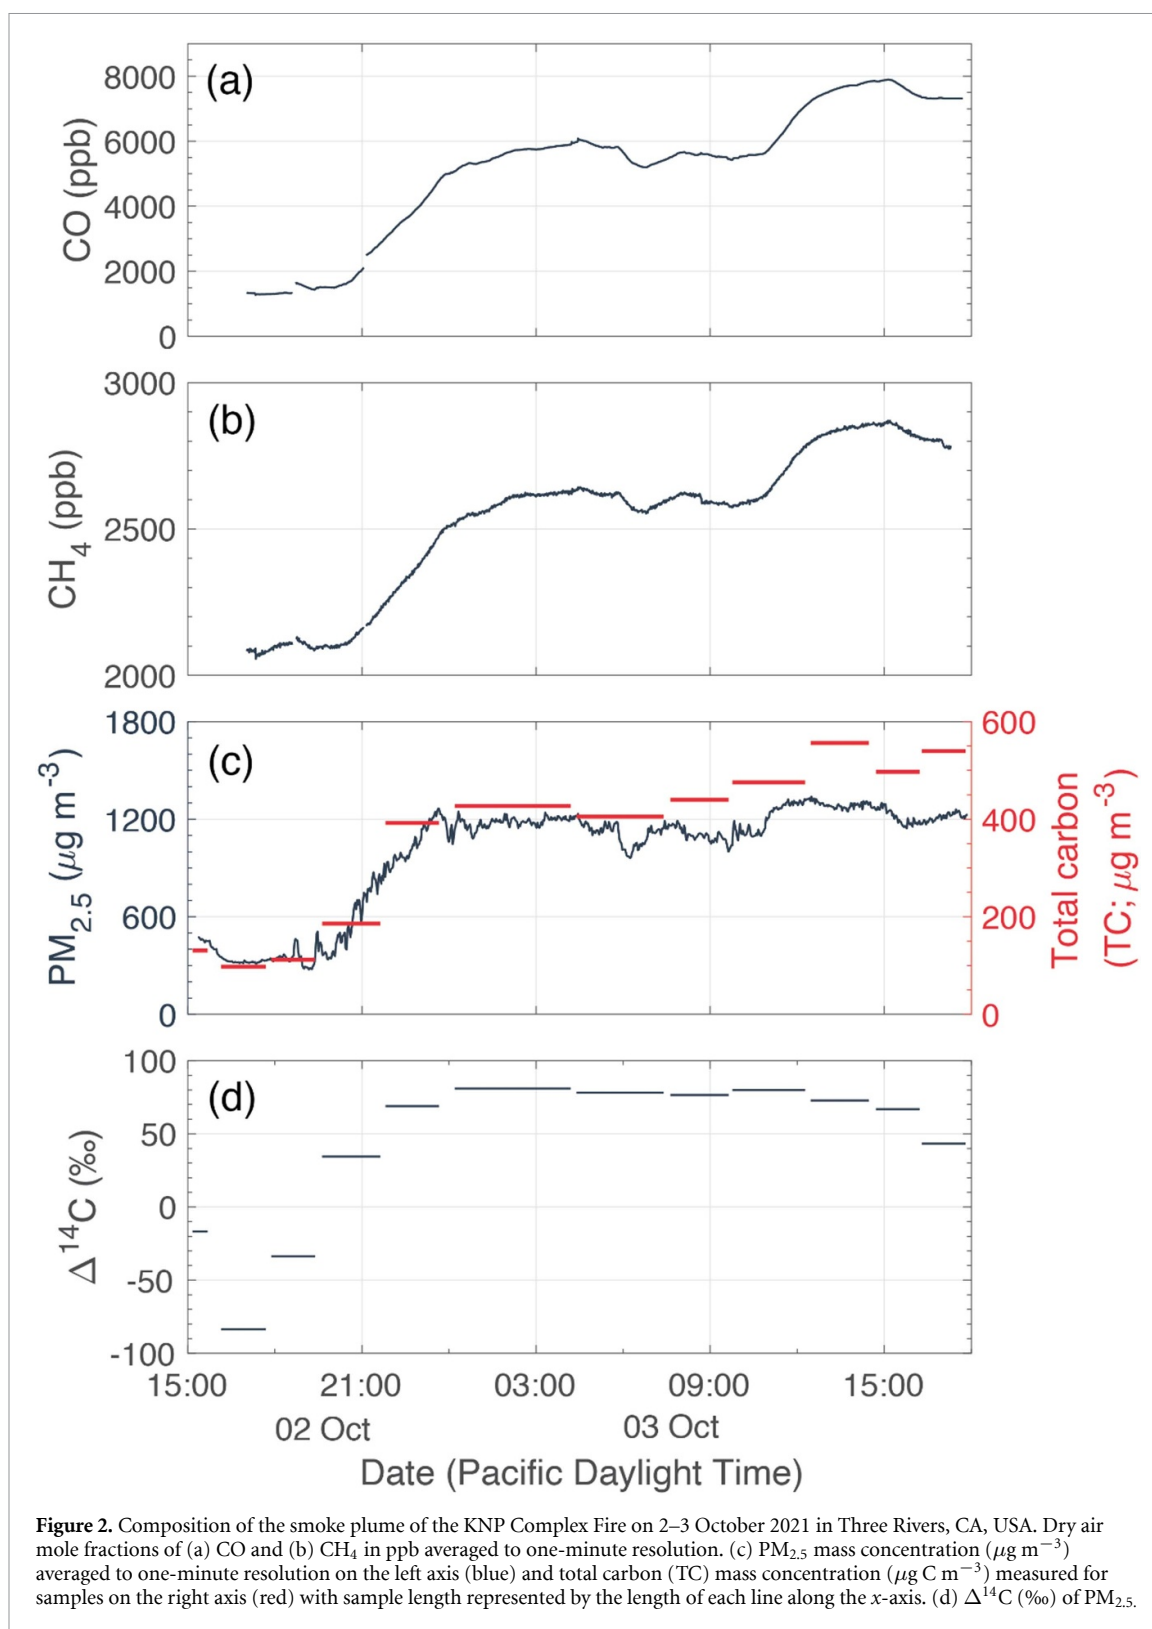 (a)
8000
6000
4000
2000
0
CO (ppb)
(b)
3000
2500
2000
CH₄ (ppb)
(c)
1800
1200
600
0
PM₂.₅ (μg m⁻³)
600
400
200
0
Total carbon
(TC; μg m⁻³)
(d)
100
50
0
-50
-100
Δ¹⁴C (‰)
15:00 21:00 03:00 09:00 15:00
02 Oct 03 Oct
Date (Pacific Daylight Time)
Figure 2. Composition of the smoke plume of the KNP Complex Fire on 2–3 October 2021 in Three Rivers, CA, USA. Dry air
mole fractions of (a) CO and (b) CH₄ in ppb averaged to one-minute resolution. (c) PM₂.₅ mass concentration (μg m⁻³)
averaged to one-minute resolution on the left axis (blue) and total carbon (TC) mass concentration (μg C m⁻³) measured for
samples on the right axis (red) with sample length represented by the length of each line along the x-axis. (d) Δ¹⁴C (‰) of PM₂.₅.